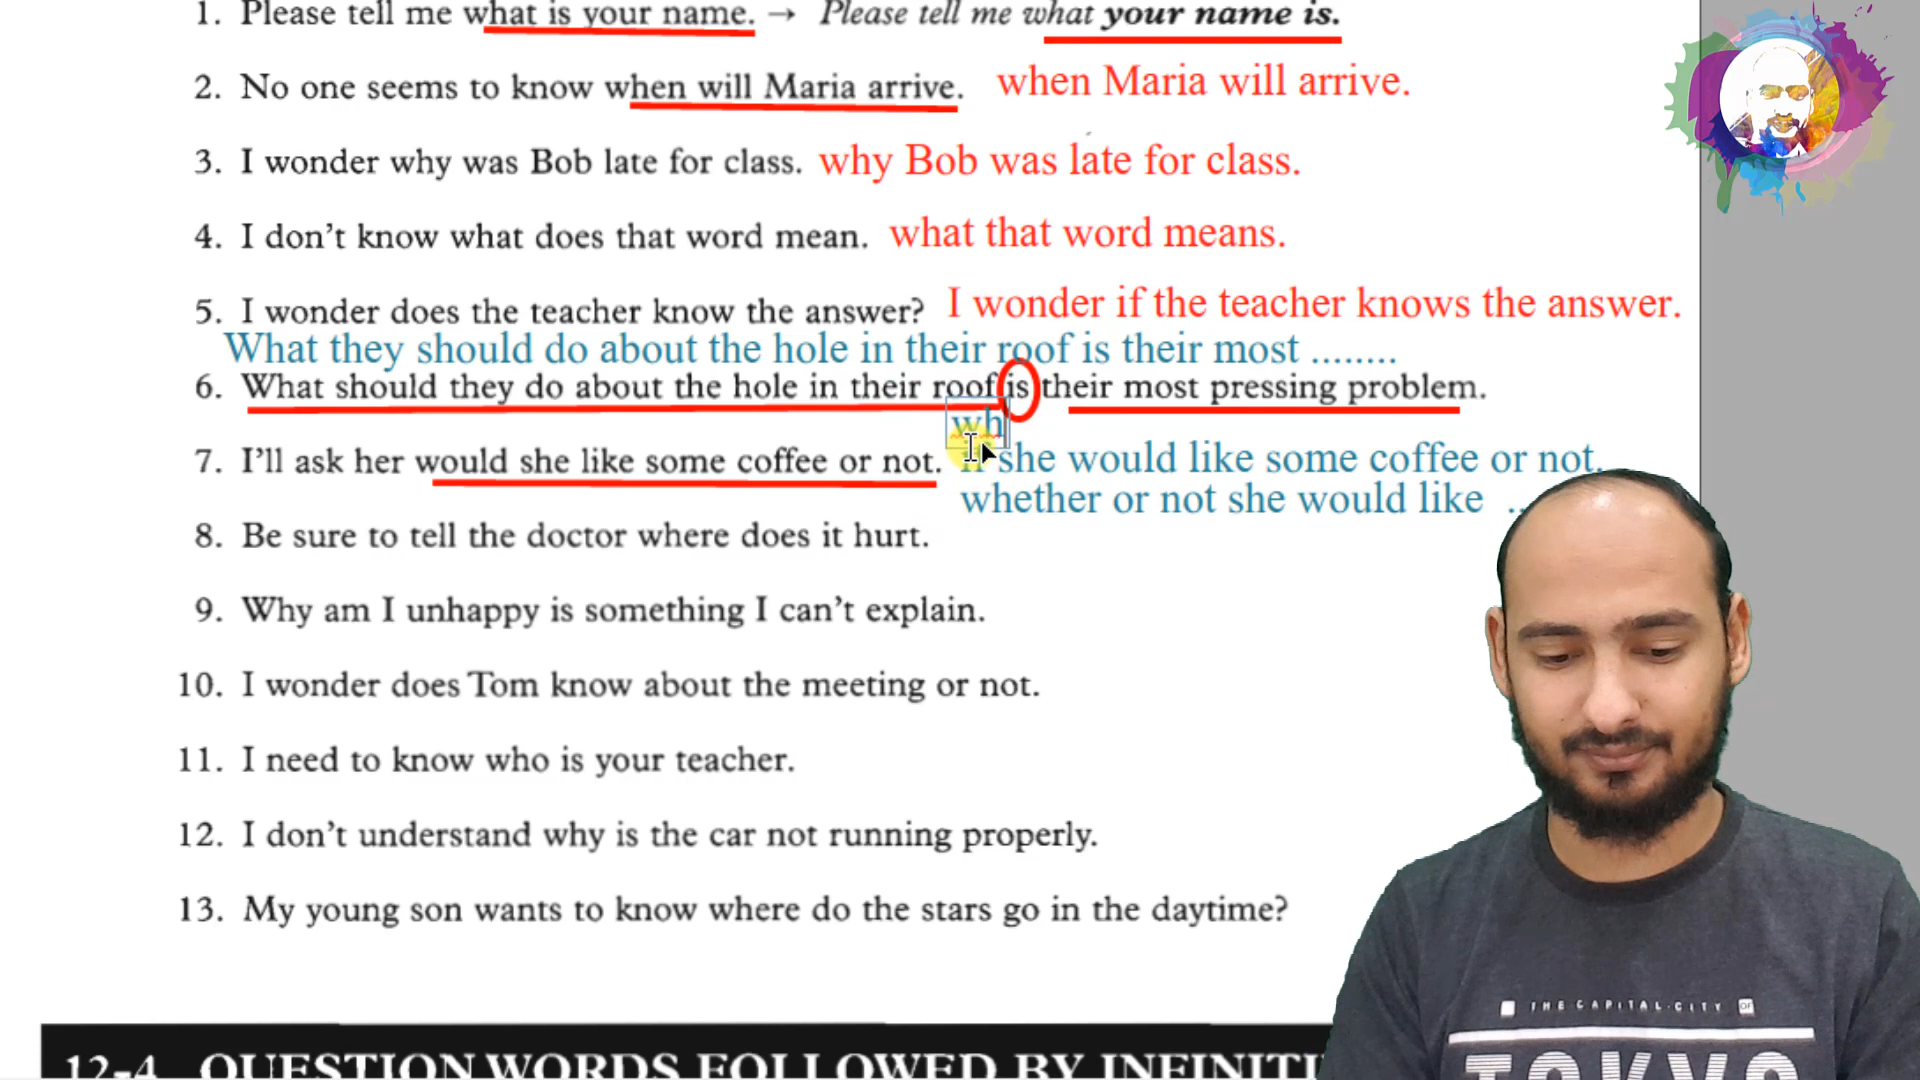 1. Please tell me what is your name. → Please tell me what your name is.
2. No one seems to know when will Maria arrive. when Maria will arrive.
3. I wonder why was Bob late for class. why Bob was late for class.
4. I don't know what does that word mean. what that word means.
5. I wonder does the teacher know the answer? I wonder if the teacher knows the answer.
What they should do about the hole in their roof is their most ........
6. What should they do about the hole in their roof is their most pressing problem.
wh
7. I'll ask her would she like some coffee or not. if she would like some coffee or not.
whether or not she would like ..
8. Be sure to tell the doctor where does it hurt.
9. Why am I unhappy is something I can't explain.
10. I wonder does Tom know about the meeting or not.
11. I need to know who is your teacher.
12. I don't understand why is the car not running properly.
13. My young son wants to know where do the stars go in the daytime?
12-4 QUESTION WORDS FOLLOWED BY INFINITI
THE CAPITAL CITY OF
TOKYO